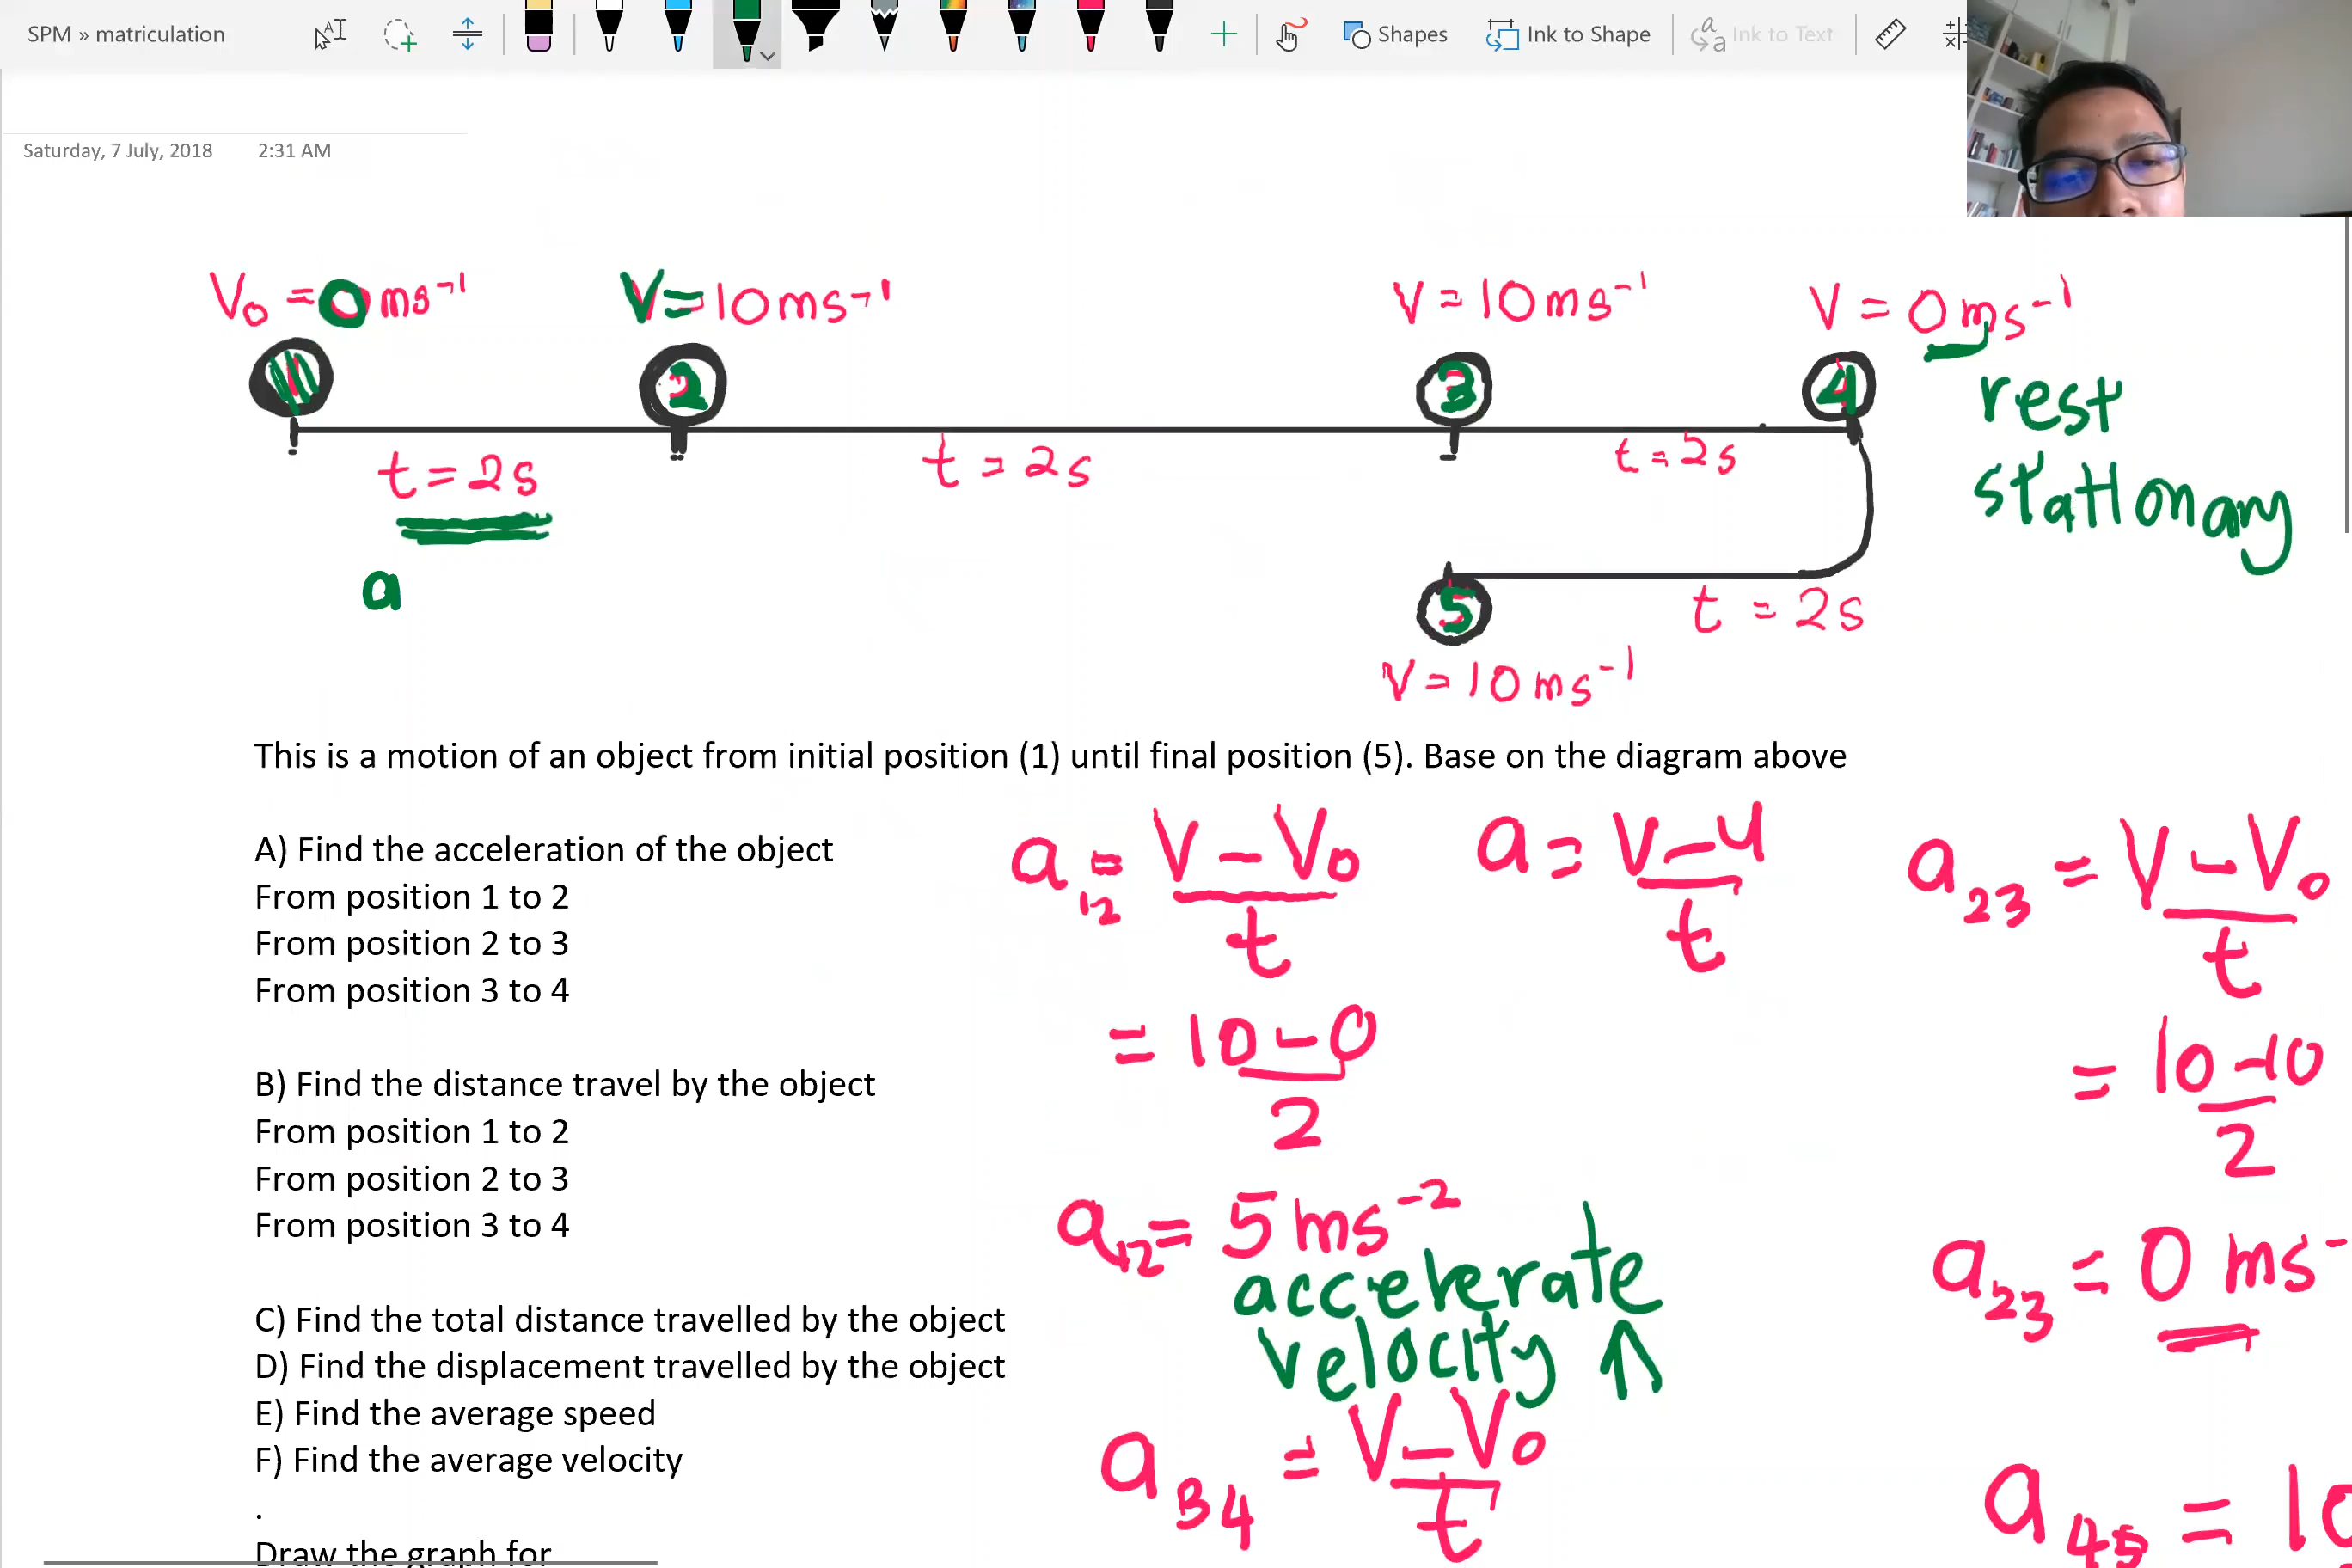 SPM » matriculation
Shapes
Ink to Shape
Ink to Text
Saturday, 7 July, 2018 2:31 AM
V₀ = 0 ms⁻¹ V = 10 ms⁻¹ V = 10 ms⁻¹ V = 0 ms⁻¹
1 2 3 4
rest
t = 2s t = 2s t = 2s
stationary
a
5 t = 2s
V = 10 ms⁻¹
This is a motion of an object from initial position (1) until final position (5). Base on the diagram above
A) Find the acceleration of the object
From position 1 to 2
From position 2 to 3
From position 3 to 4
B) Find the distance travel by the object
From position 1 to 2
From position 2 to 3
From position 3 to 4
C) Find the total distance travelled by the object
D) Find the displacement travelled by the object
E) Find the average speed
F) Find the average velocity
.
Draw the graph for
a₁₂ = V - V₀
t
= 10 - 0
2
a₁₂ = 5 ms⁻²
accelerate
velocity ↑
a₃₄ = V - V₀
t
a = V - u
t
a₂₃ = V - V₀
t
= 10 - 10
2
a₂₃ = 0 ms⁻
a₄₅ = 10